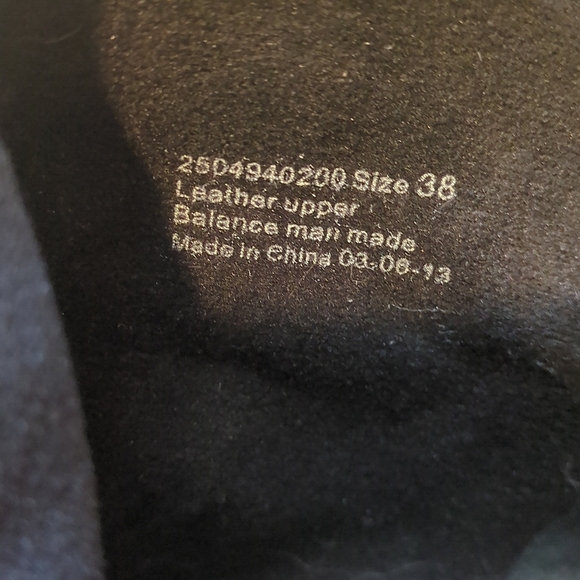 2504940200 Size 38
Leather upper
Balance man made
Made in China 03-06-13